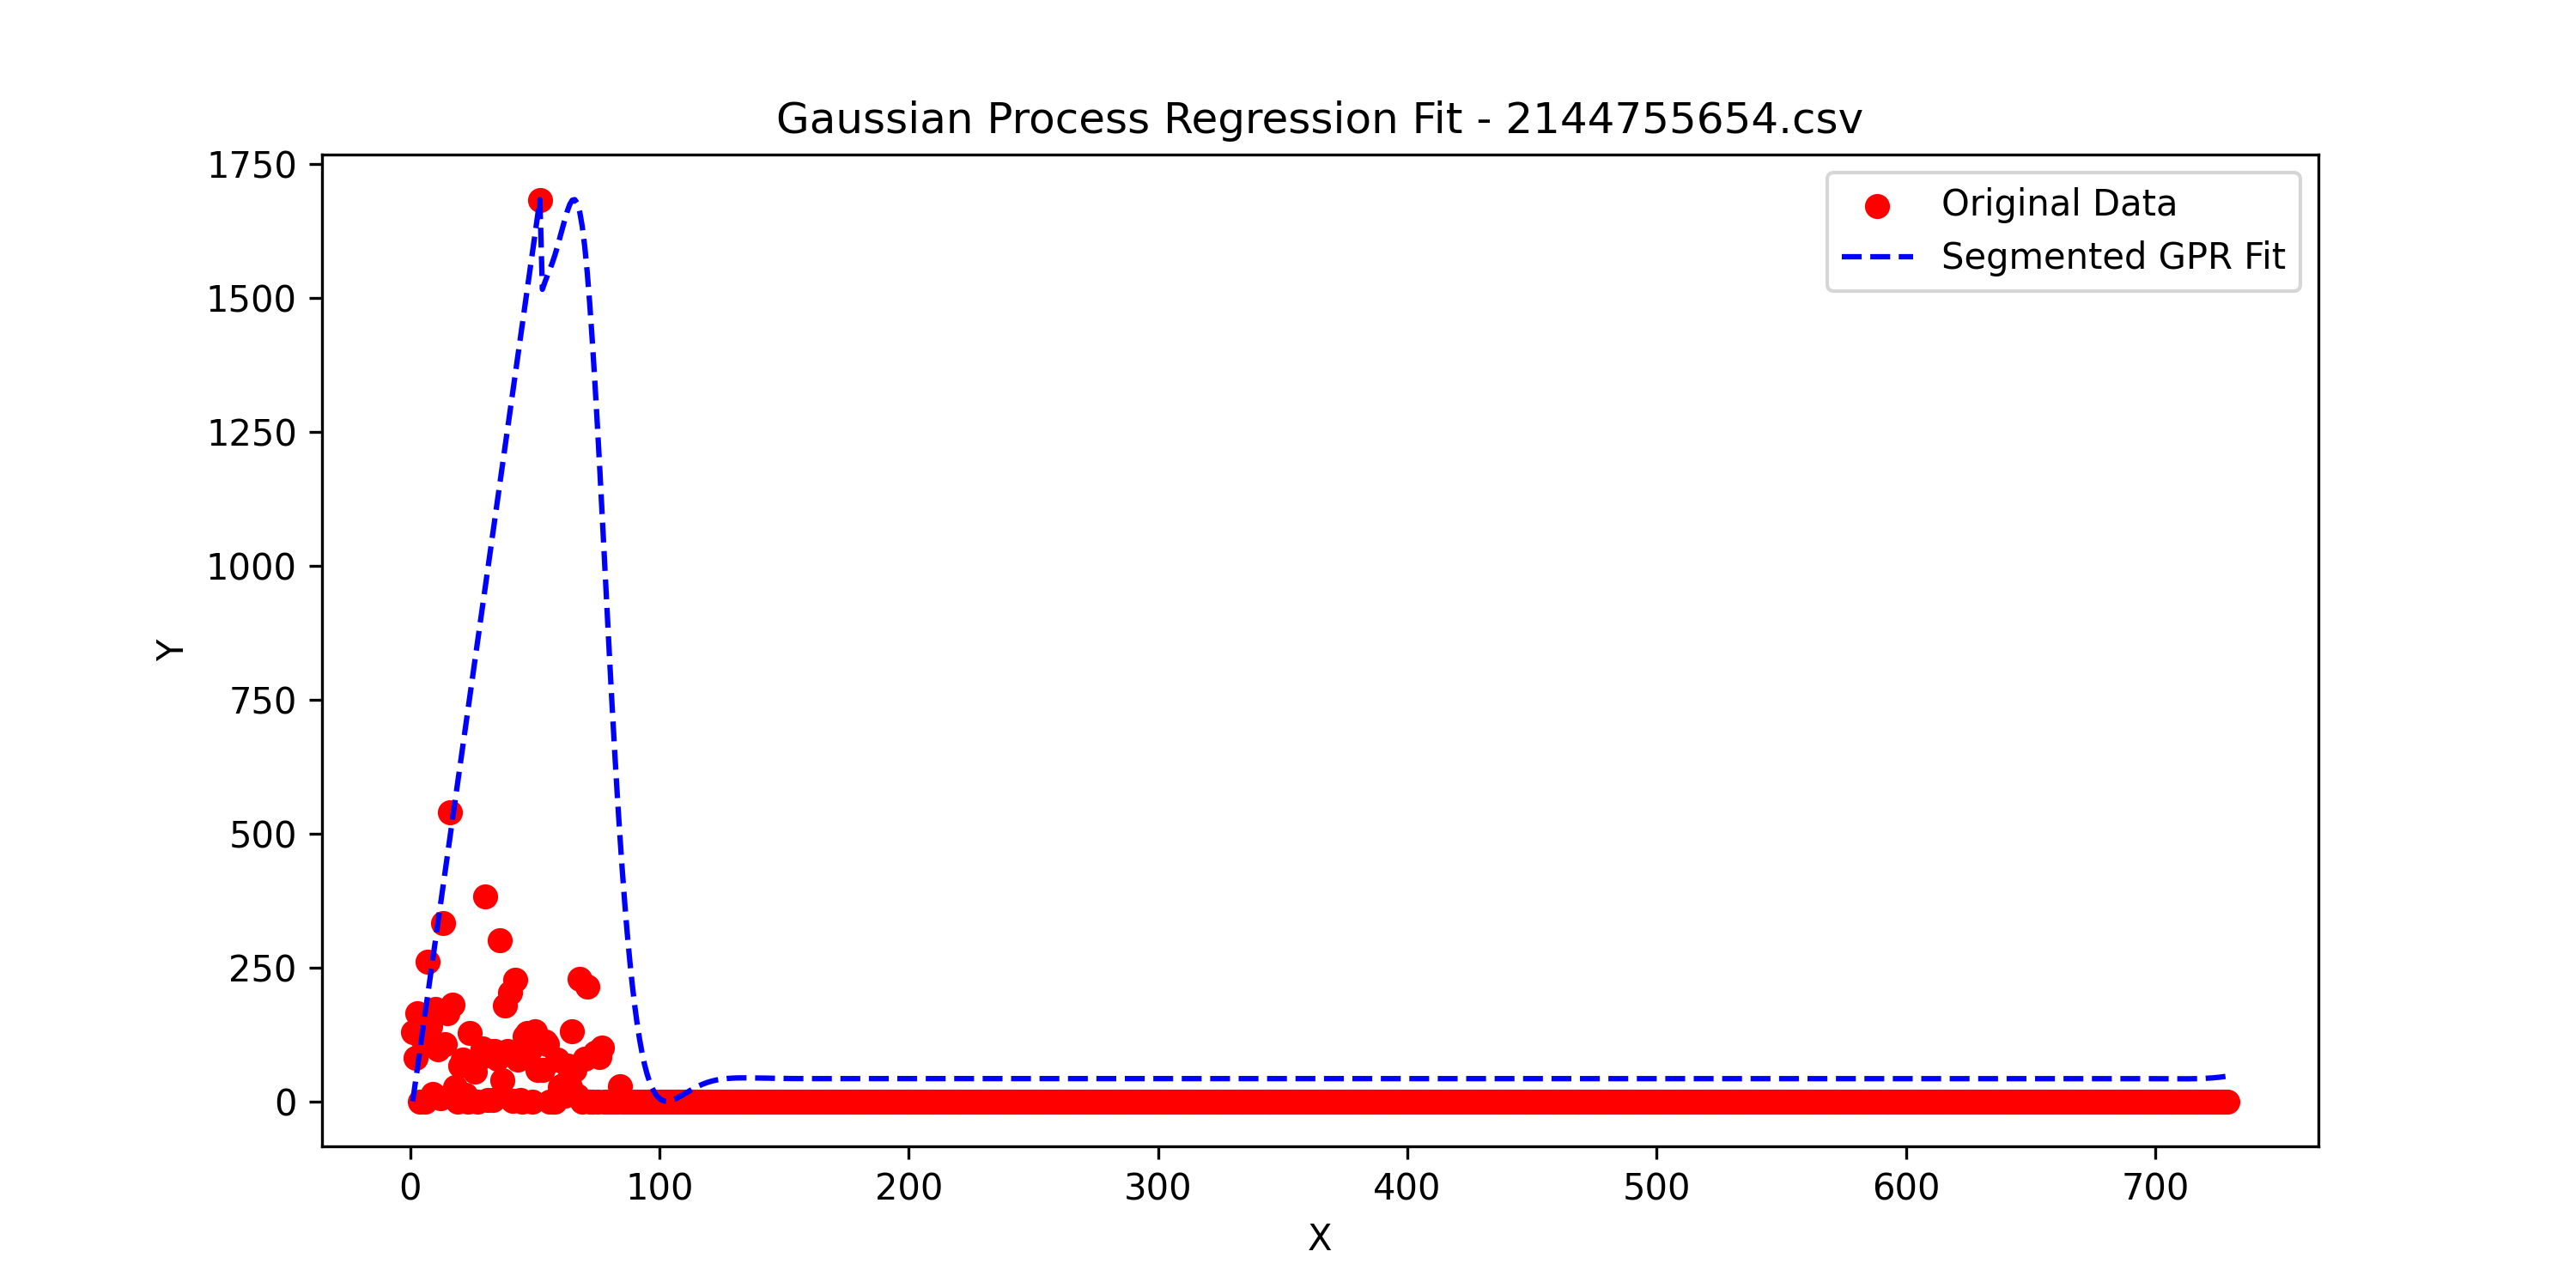 Gaussian Process Regression Fit - 2144755654.csv
1750
1500
1250
1000
750
500
250
0
Y
Original Data
Segmented GPR Fit
0 100 200 300 400 500 600 700
X